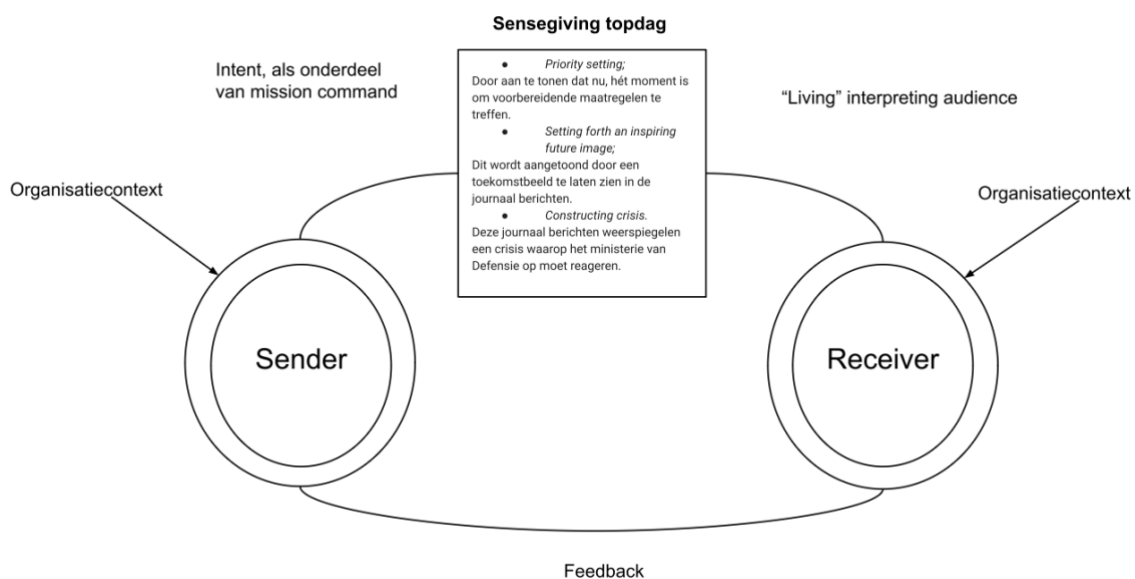 Sensegiving topdag
Intent, als onderdeel
van mission command
● Priority setting;
Door aan te tonen dat nu, hét moment is
om voorbereidende maatregelen te
treffen.
● Setting forth an inspiring
future image;
Dit wordt aangetoond door een
toekomstbeeld te laten zien in de
journaal berichten.
● Constructing crisis.
Deze journaal berichten weerspiegelen
een crisis waarop het ministerie van
Defensie op moet reageren.
“Living” interpreting audience
Organisatiecontext
Organisatiecontext
Sender
Receiver
Feedback